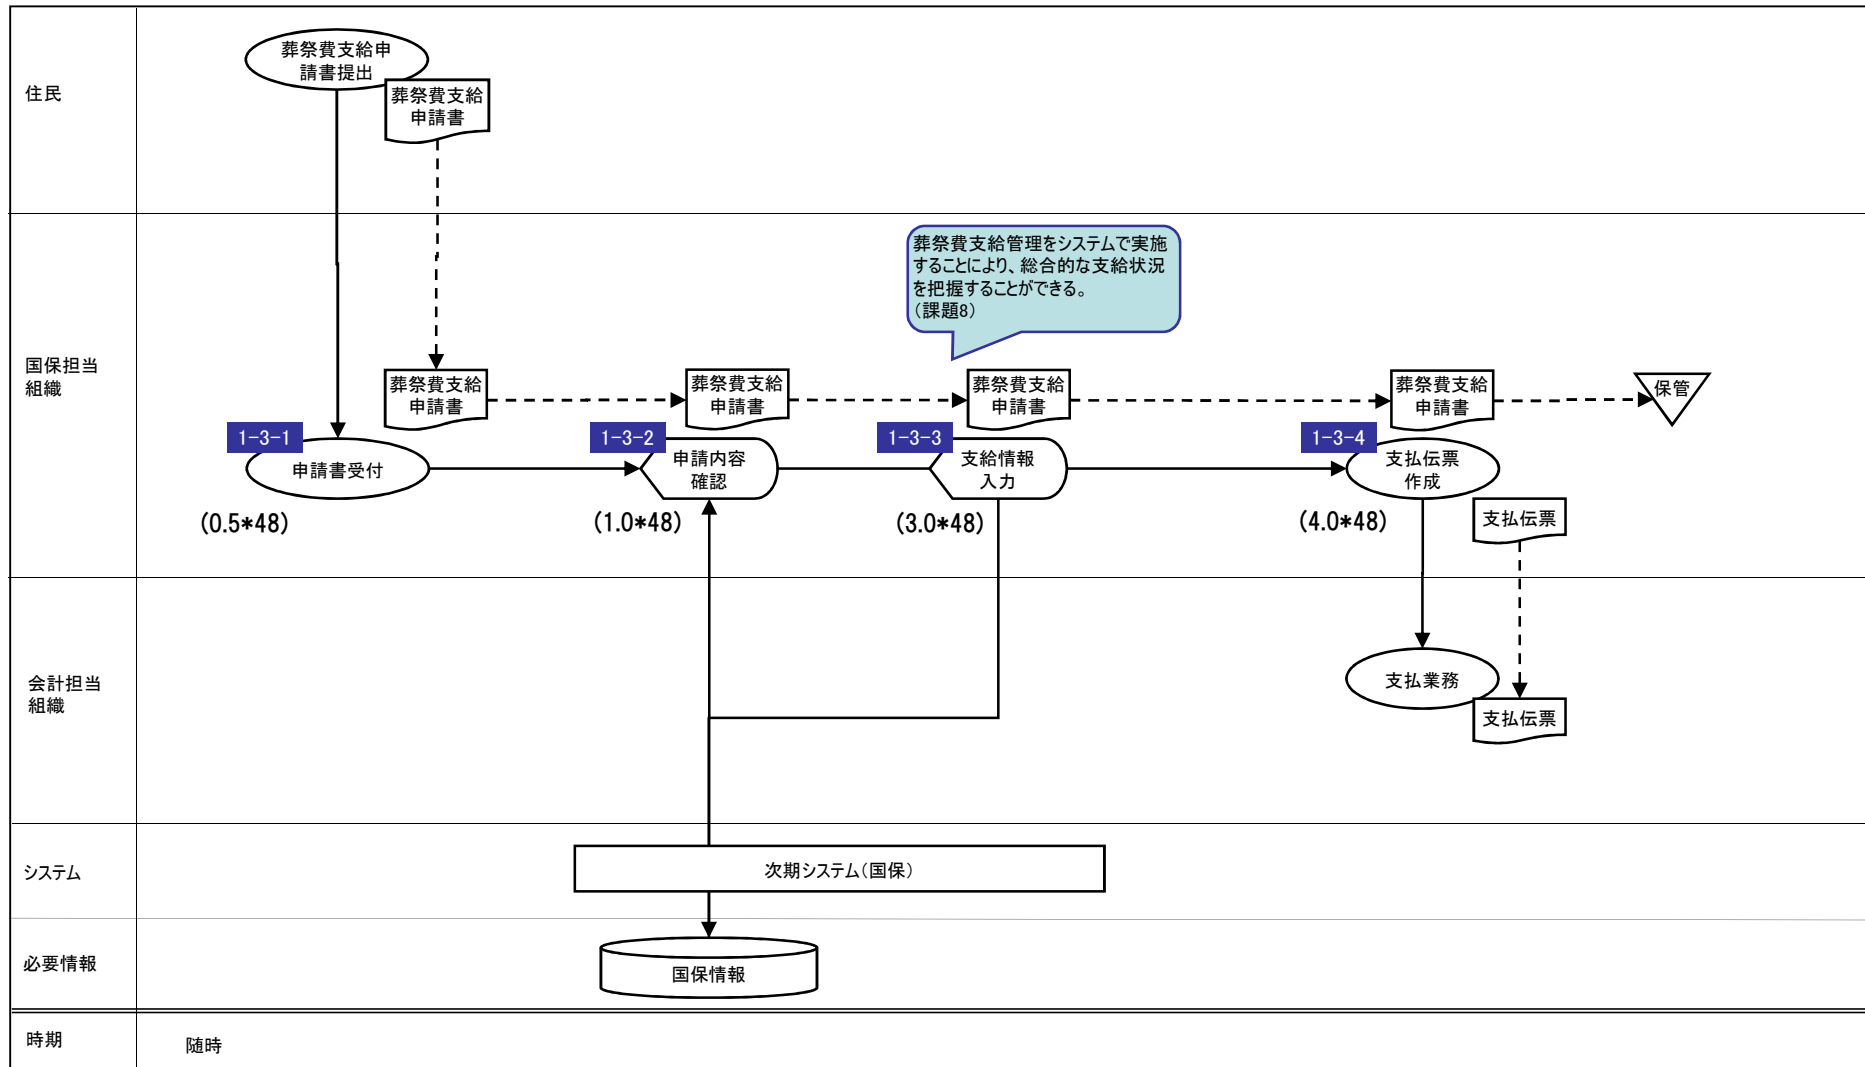 住民
葬祭費支給申
請書提出
葬祭費支給
申請書
国保担当
組織
葬祭費支給管理をシステムで実施
することにより、総合的な支給状況
を把握することができる。
（課題8）
葬祭費支給
申請書
葬祭費支給
申請書
葬祭費支給
申請書
葬祭費支給
申請書
保管
1-3-1
申請書受付
(0.5*48)
1-3-2
申請内容
確認
(1.0*48)
1-3-3
支給情報
入力
(3.0*48)
1-3-4
支払伝票
作成
(4.0*48)
支払伝票
会計担当
組織
支払業務
支払伝票
システム
次期システム(国保)
必要情報
国保情報
時期
随時